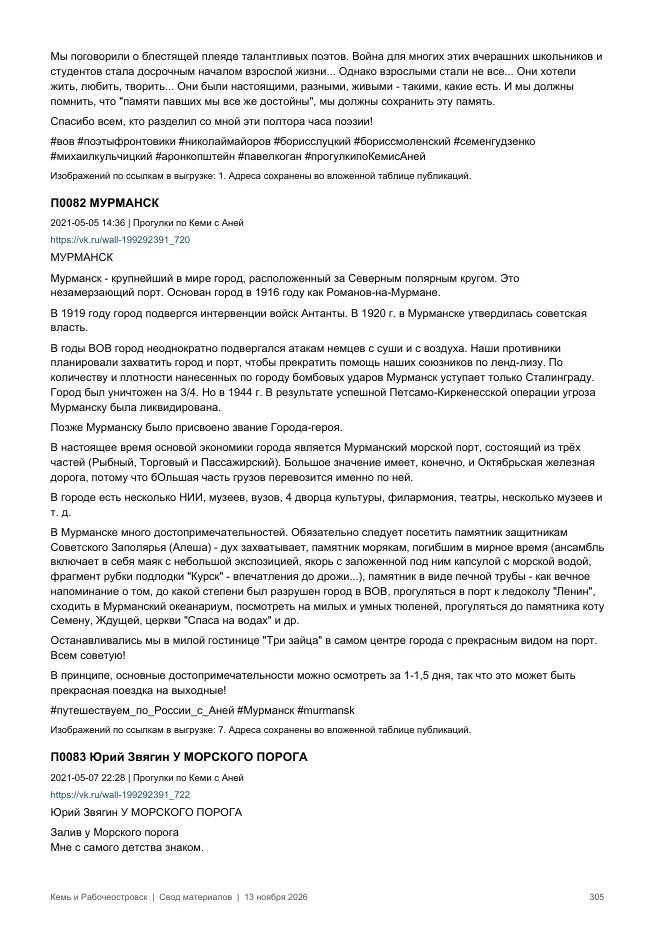 Мы поговорили о блестящей плеяде талантливых поэтов. Война для многих этих вчерашних школьников и
студентов стала досрочным началом взрослой жизни... Однако взрослыми стали не все... Они хотели
жить, любить, творить... Они были настоящими, разными, живыми - такими, какие есть. И мы должны
помнить, что "памяти павших мы все же достойны", мы должны сохранить эту память.
Спасибо всем, кто разделил со мной эти полтора часа поэзии!
#вов #поэтыфронтовики #николаймайоров #борисслуцкий #бориссмоленский #семенгудзенко
#михаилкульчицкий #аронкопштейн #павелкоган #прогулкипоКемисАней
Изображений по ссылкам в выгрузке: 1. Адреса сохранены во вложенной таблице публикаций.
П0082 МУРМАНСК
2021-05-05 14:36 | Прогулки по Кеми с Аней
https://vk.ru/wall-199292391_720
МУРМАНСК
Мурманск - крупнейший в мире город, расположенный за Северным полярным кругом. Это
незамерзающий порт. Основан город в 1916 году как Романов-на-Мурмане.
В 1919 году город подвергся интервенции войск Антанты. В 1920 г. в Мурманске утвердилась советская
власть.
В годы ВОВ город неоднократно подвергался атакам немцев с суши и с воздуха. Наши противники
планировали захватить город и порт, чтобы прекратить помощь наших союзников по ленд-лизу. По
количеству и плотности нанесенных по городу бомбовых ударов Мурманск уступает только Сталинграду.
Город был уничтожен на 3/4. Но в 1944 г. В результате успешной Петсамо-Киркенесской операции угроза
Мурманску была ликвидирована.
Позже Мурманску было присвоено звание Города-героя.
В настоящее время основой экономики города является Мурманский морской порт, состоящий из трёх
частей (Рыбный, Торговый и Пассажирский). Большое значение имеет, конечно, и Октябрьская железная
дорога, потому что бОльшая часть грузов перевозится именно по ней.
В городе есть несколько НИИ, музеев, вузов, 4 дворца культуры, филармония, театры, несколько музеев и
т. д.
В Мурманске много достопримечательностей. Обязательно следует посетить памятник защитникам
Советского Заполярья (Алеша) - дух захватывает, памятник морякам, погибшим в мирное время (ансамбль
включает в себя маяк с небольшой экспозицией, якорь с заложенной под ним капсулой с морской водой,
фрагмент рубки подлодки "Курск" - впечатления до дрожи...), памятник в виде печной трубы - как вечное
напоминание о том, до какой степени был разрушен город в ВОВ, прогуляться в порт к ледоколу "Ленин",
сходить в Мурманский океанариум, посмотреть на милых и умных тюленей, прогуляться до памятника коту
Семену, Ждущей, церкви "Спаса на водах" и др.
Останавливались мы в милой гостинице "Три зайца" в самом центре города с прекрасным видом на порт.
Всем советую!
В принципе, основные достопримечательности можно осмотреть за 1-1,5 дня, так что это может быть
прекрасная поездка на выходные!
#путешествуем_по_России_с_Аней #Мурманск #murmansk
Изображений по ссылкам в выгрузке: 7. Адреса сохранены во вложенной таблице публикаций.
П0083 Юрий Звягин У МОРСКОГО ПОРОГА
2021-05-07 22:28 | Прогулки по Кеми с Аней
https://vk.ru/wall-199292391_722
Юрий Звягин У МОРСКОГО ПОРОГА
Залив у Морского порога
Мне с самого детства знаком.
Кемь и Рабочеостровск | Свод материалов | 13 ноября 2026 305